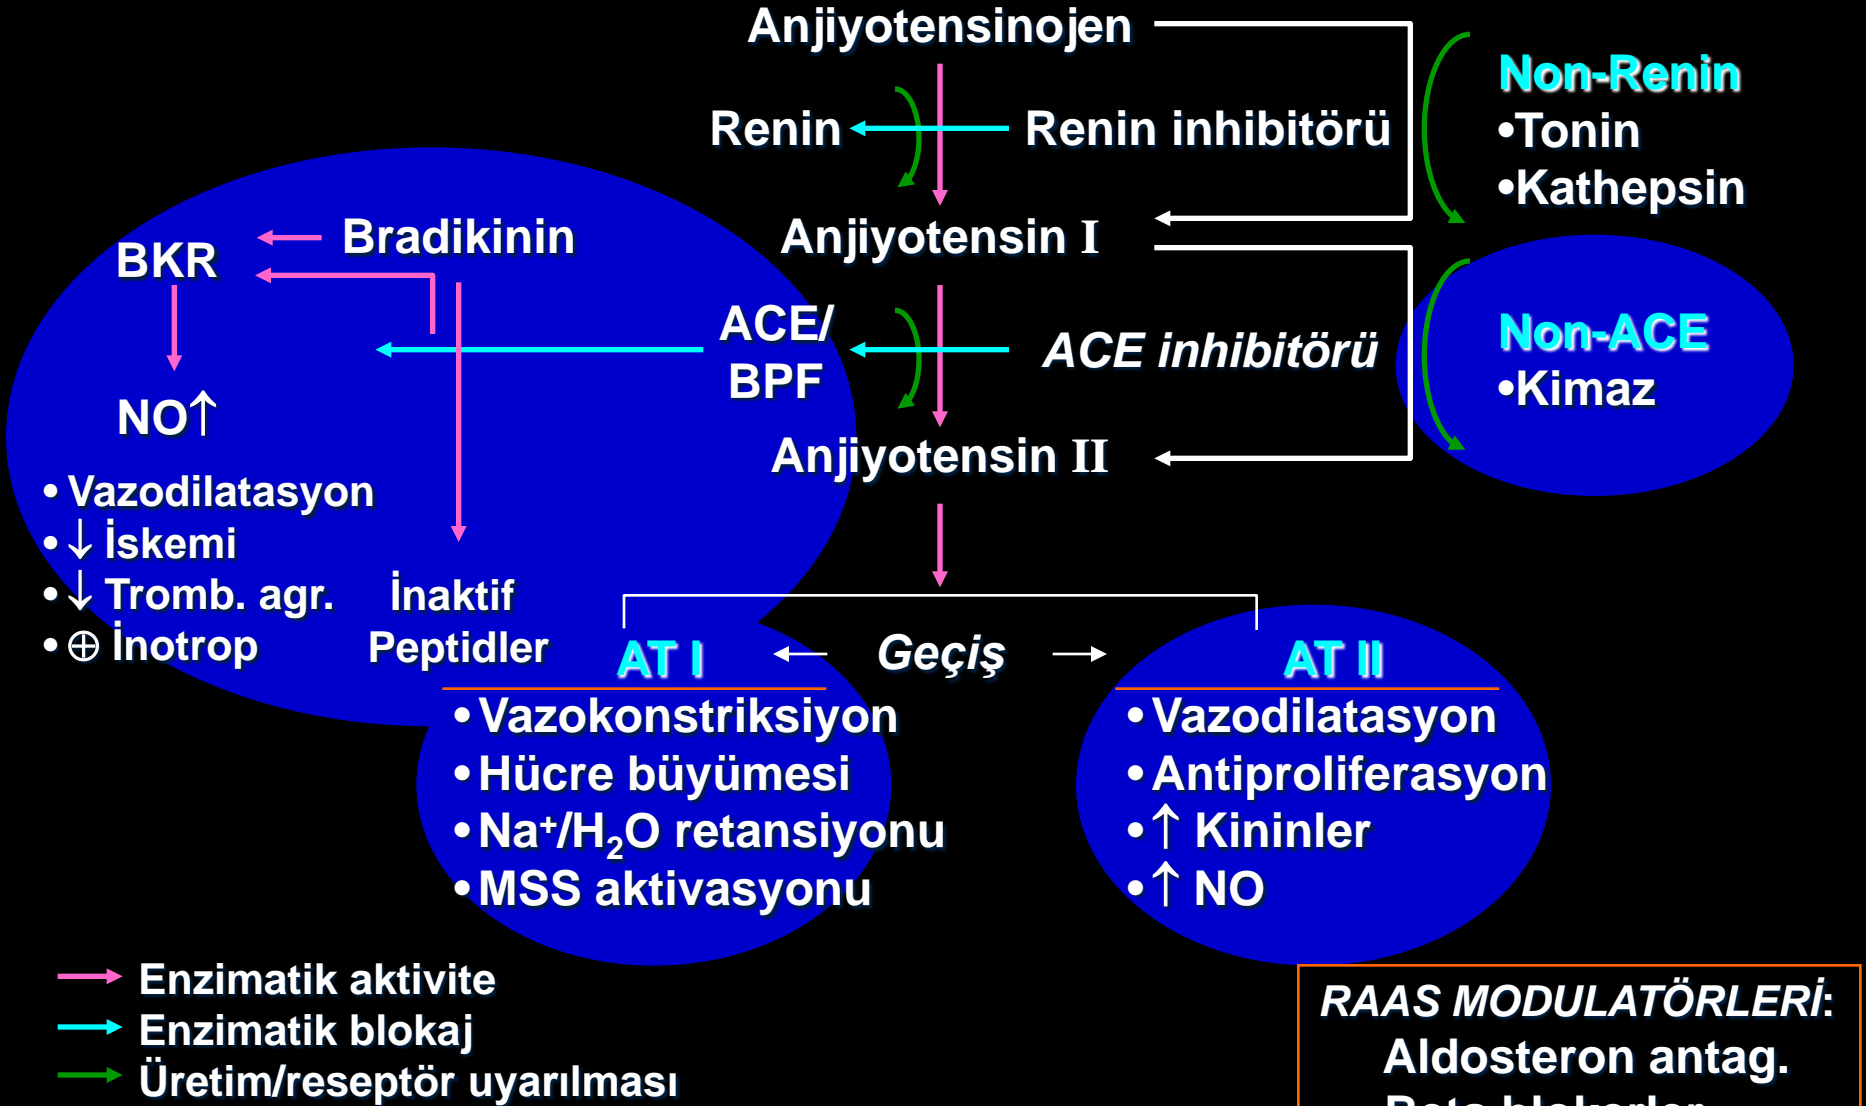 Anjiyotensinojen
Non-Renin
•Tonin
•Kathepsin
Renin
Renin inhibitörü
Bradikinin
BKR
Anjiyotensin I
ACE/
BPF
ACE inhibitörü
Non-ACE
•Kimaz
NO↑
Anjiyotensin II
• Vazodilatasyon
• ↓ İskemi
• ↓ Tromb. agr.
• ⊕ İnotrop
İnaktif
Peptidler
AT I
Geçiş
AT II
• Vazokonstriksiyon
• Hücre büyümesi
• Na⁺/H₂O retansiyonu
• MSS aktivasyonu
• Vazodilatasyon
• Antiproliferasyon
• ↑ Kininler
• ↑ NO
Enzimatik aktivite
Enzimatik blokaj
Üretim/reseptör uyarılması
RAAS MODULATÖRLERİ:
Aldosteron antag.
Beta blokerler